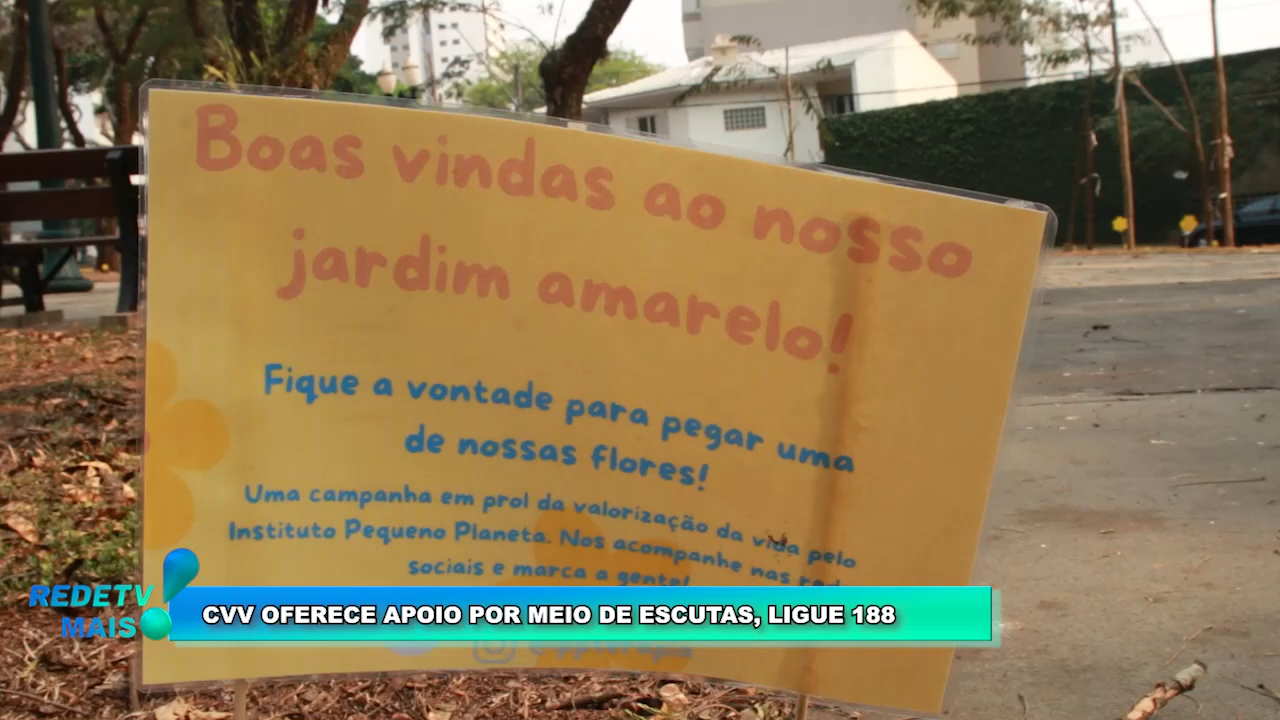 Boas vindas ao nosso
jardim amarelo!
Fique a vontade para pegar uma
de nossas flores!
Uma campanha em prol da valorização da vida pelo
Instituto Pequeno Planeta. Nos acompanhe nas
sociais e marca a gente!
REDETV!
MAIS
CVV OFERECE APOIO POR MEIO DE ESCUTAS, LIGUE 188